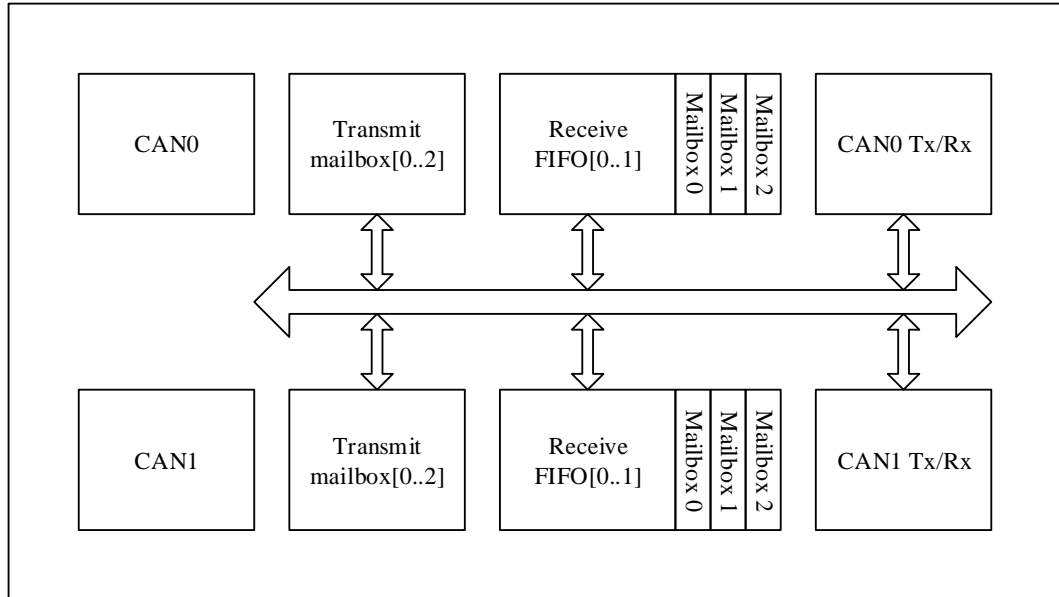 CAN0
Transmit
mailbox[0..2]
Receive
FIFO[0..1]
Mailbox 0
Mailbox 1
Mailbox 2
CAN0 Tx/Rx
CAN1
Transmit
mailbox[0..2]
Receive
FIFO[0..1]
Mailbox 0
Mailbox 1
Mailbox 2
CAN1 Tx/Rx